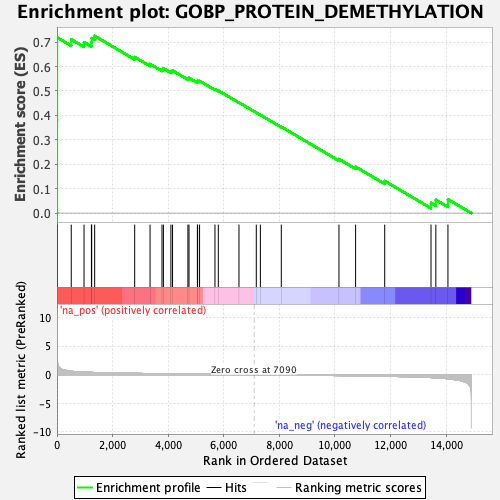 Enrichment plot: GOBP_PROTEIN_DEMETHYLATION
Enrichment score (ES)
0.7
0.6
0.5
0.4
0.3
0.2
0.1
0.0
'na_pos' (positively correlated)
Ranked list metric (PreRanked)
10
5
0
-5
-10
Zero cross at 7090
'na_neg' (negatively correlated)
0
2,000
4,000
6,000
8,000
10,000
12,000
14,000
Rank in Ordered Dataset
Enrichment profile
Hits
Ranking metric scores